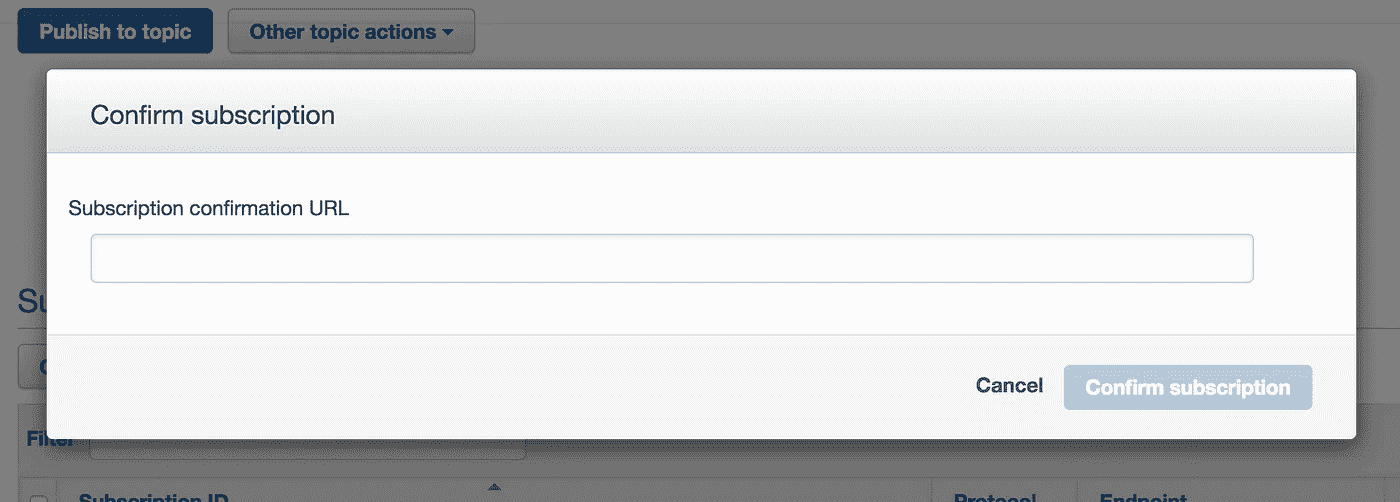 Publish to topic
Other topic actions
Confirm subscription
Subscription confirmation URL
Su
Cancel
Confirm subscription
Filter
Subscription ID
Protocol
Endpoint